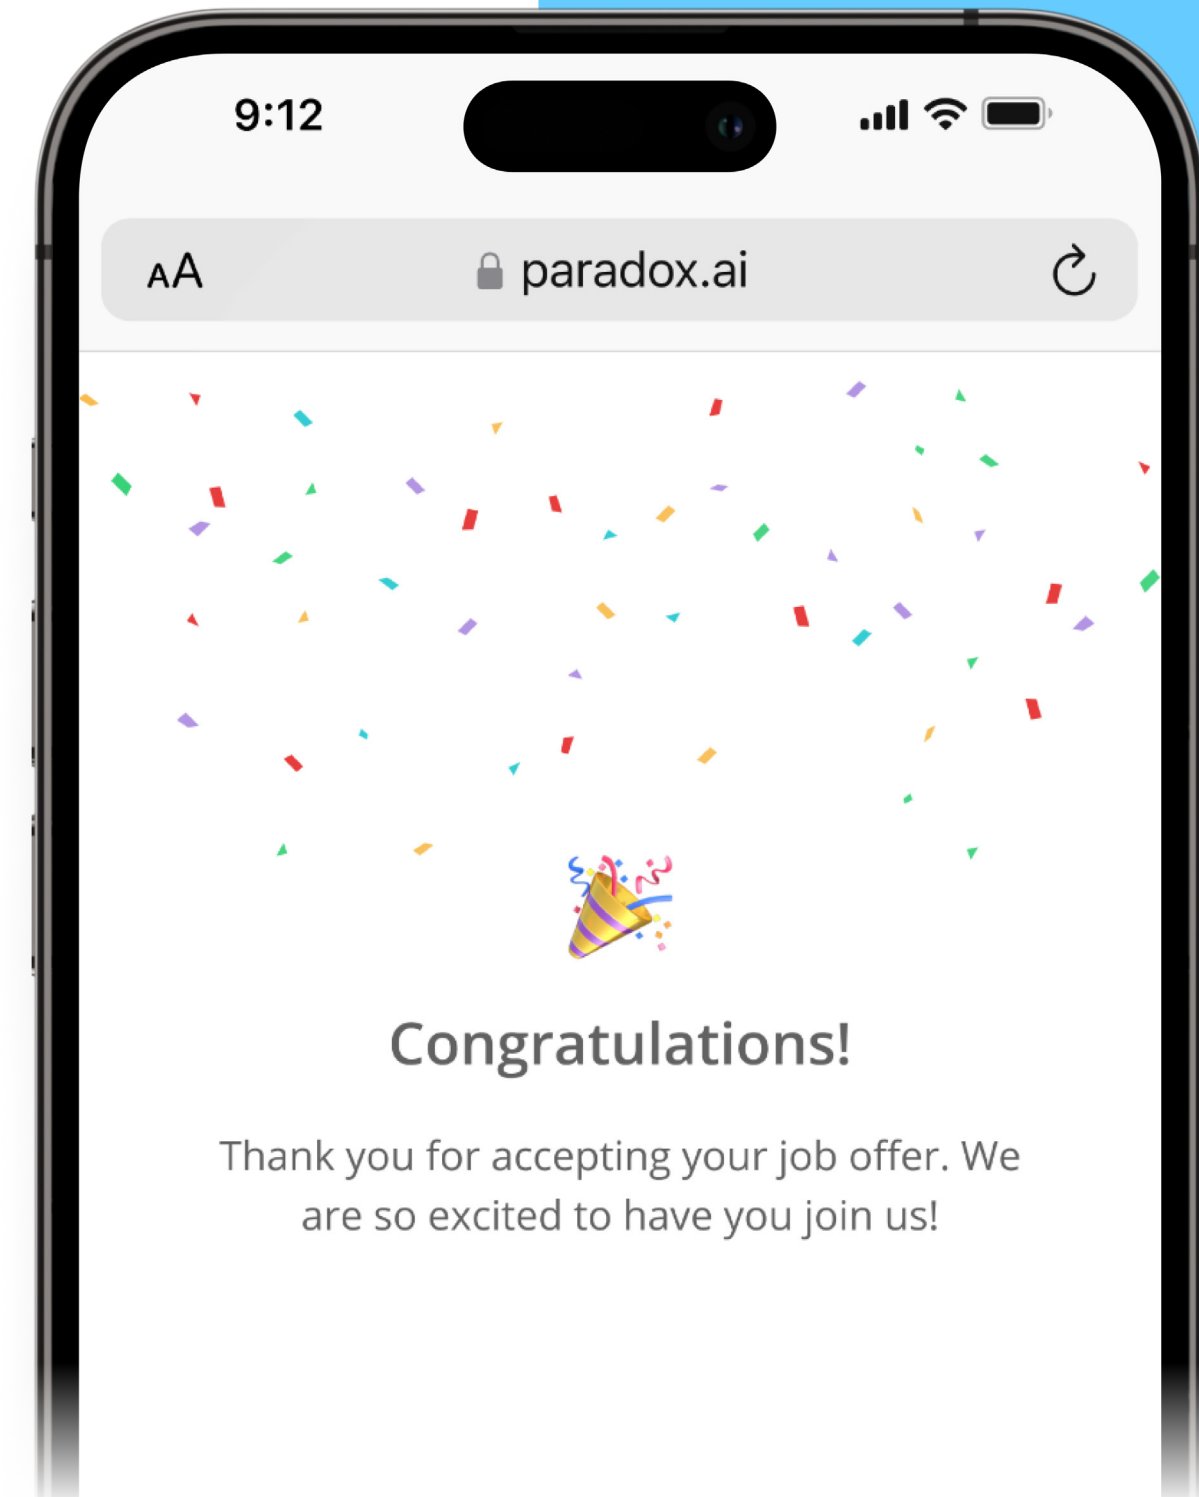 9:12
AA paradox.ai
Congratulations!
Thank you for accepting your job offer. We
are so excited to have you join us!